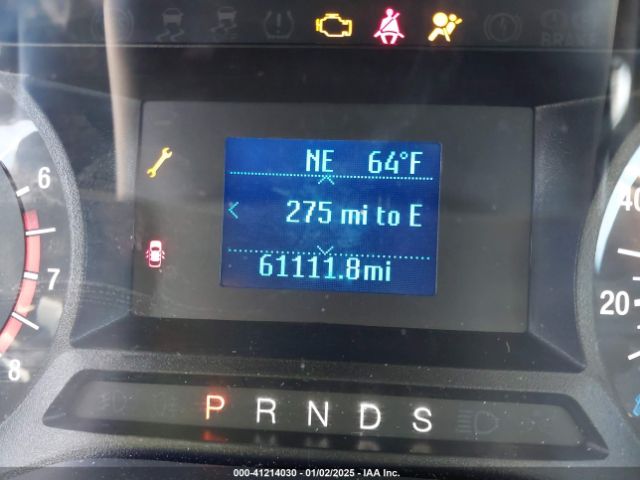 BRAKE
NE 64°F
275 mi to E
61111.8mi
6
7
8
40
20
P R N D S
000-41214030 - 01/02/2025 - IAA Inc.